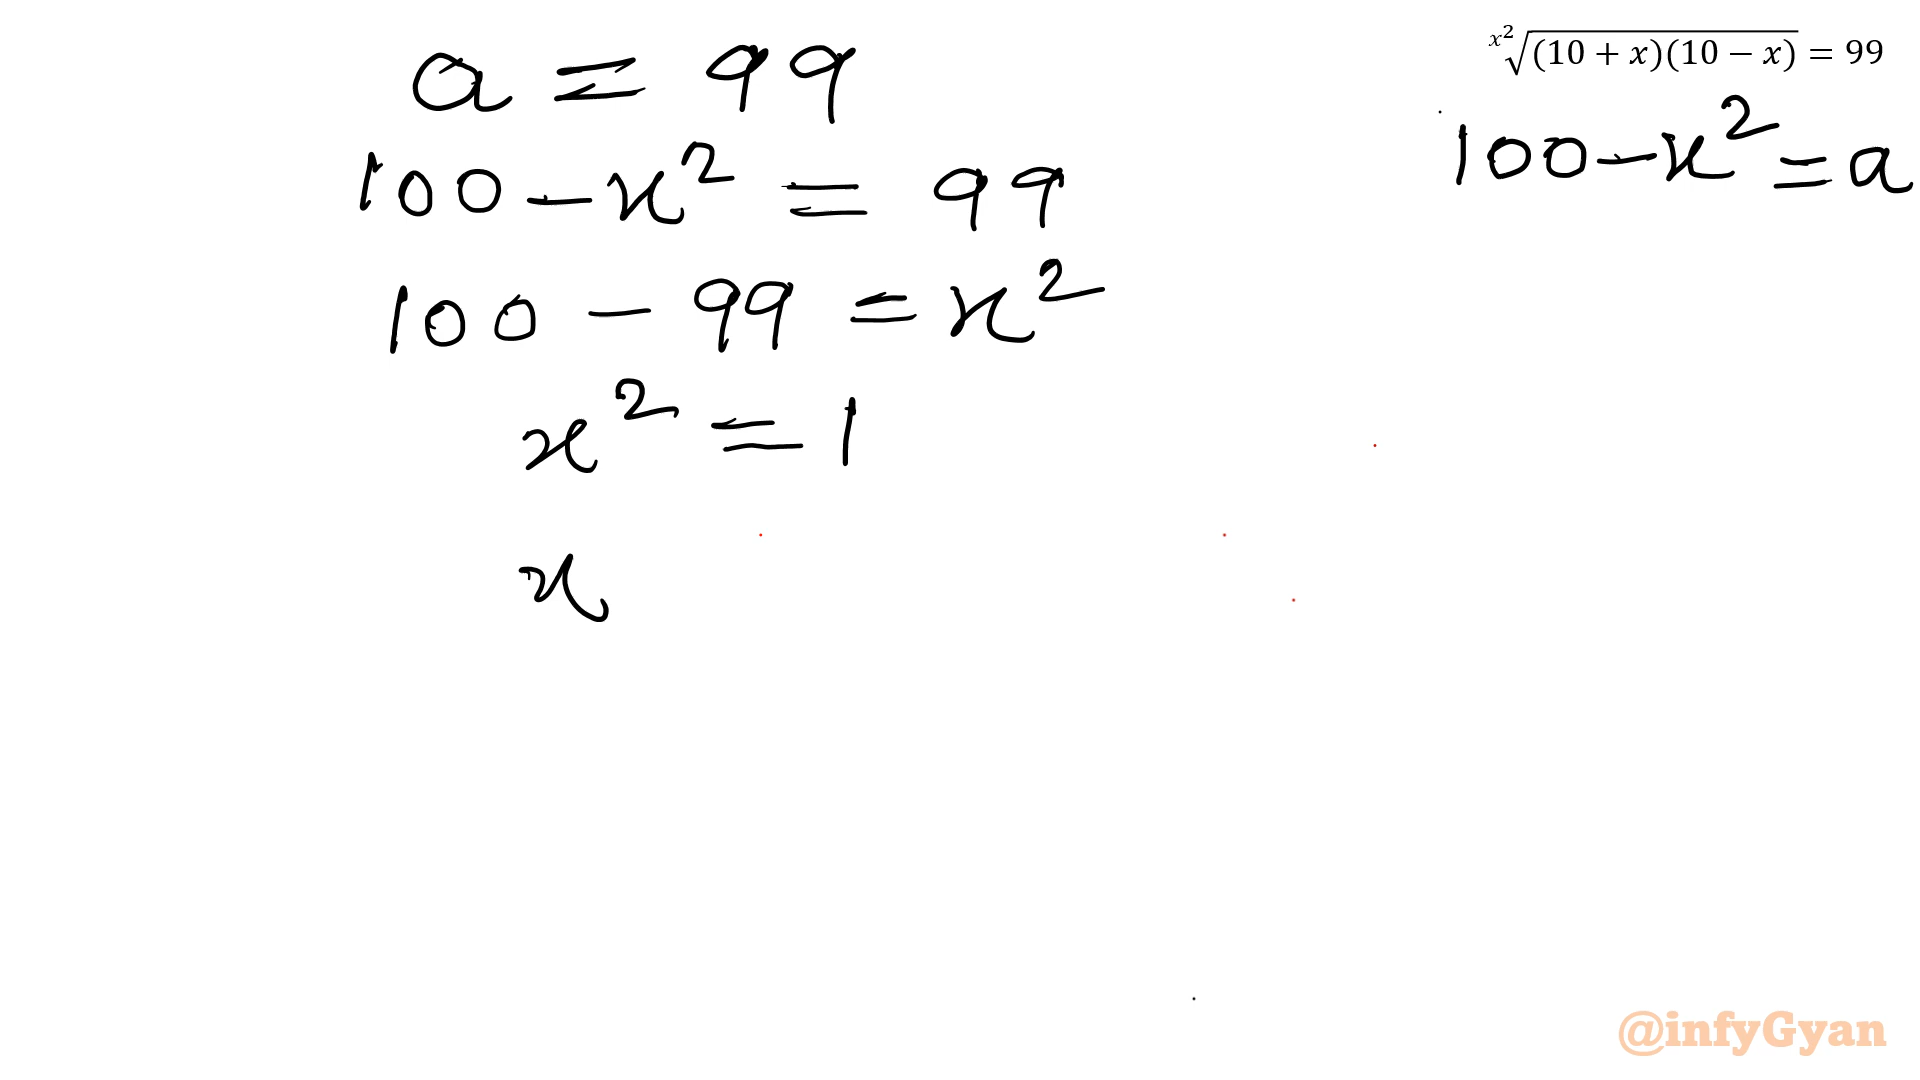 ˣ²√(10 + x)(10 − x) = 99
100 − x² = a
a = 99
100 − x² = 99
100 − 99 = x²
x² = 1
x
@infyGyan